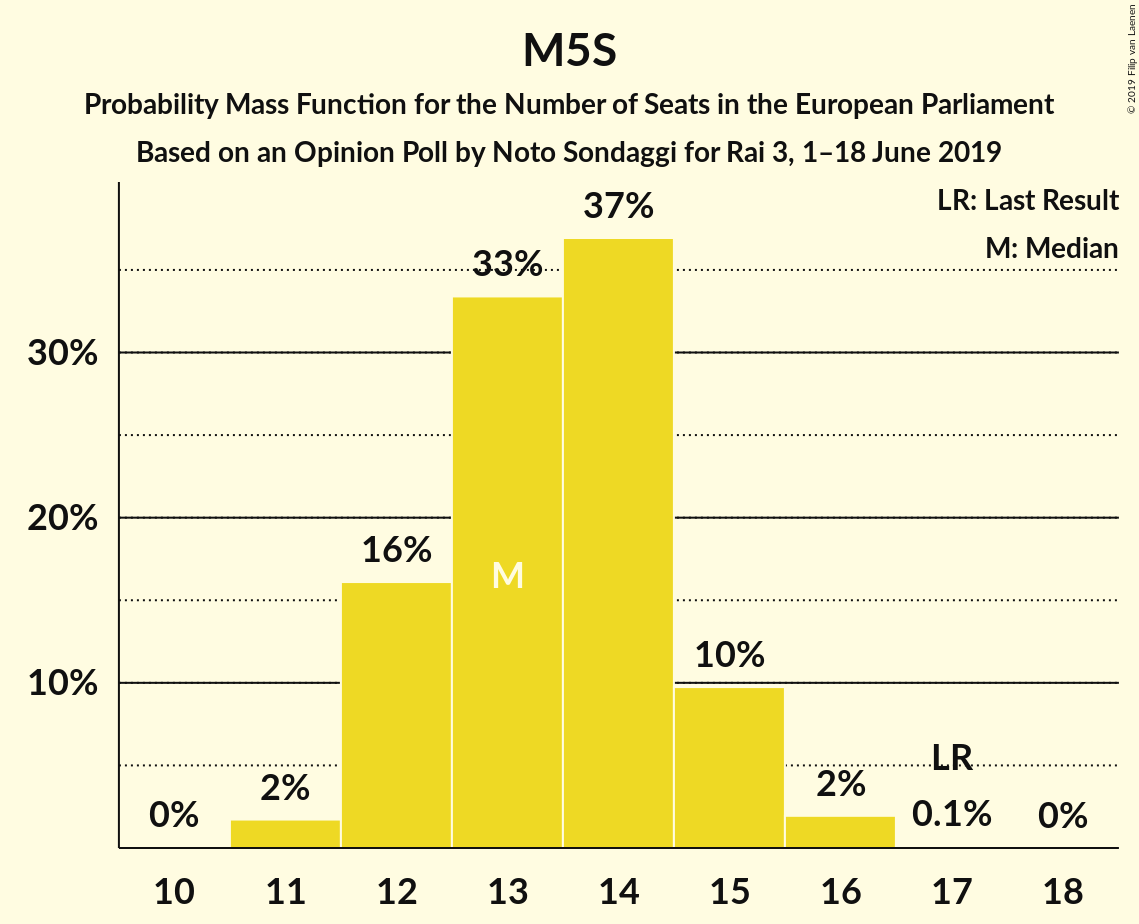 M5S
Probability Mass Function for the Number of Seats in the European Parliament
Based on an Opinion Poll by Noto Sondaggi for Rai 3, 1–18 June 2019
© 2019 Filip van Laenen
LR: Last Result
M: Median
37%
33%
30%
20%
16%
M
10%
10%
LR
2%
2%
0%
0.1%
0%
10 11 12 13 14 15 16 17 18